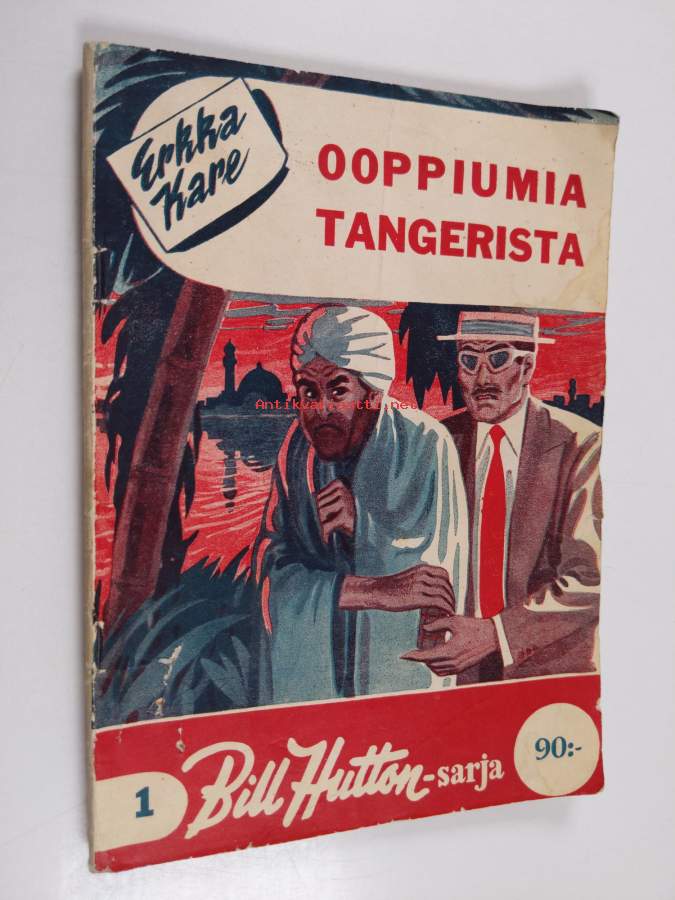 Erkka
Kare
OOPPIUMIA
TANGERISTA
Antikvariaatti.net
1
Bill Hutton-sarja
90:-